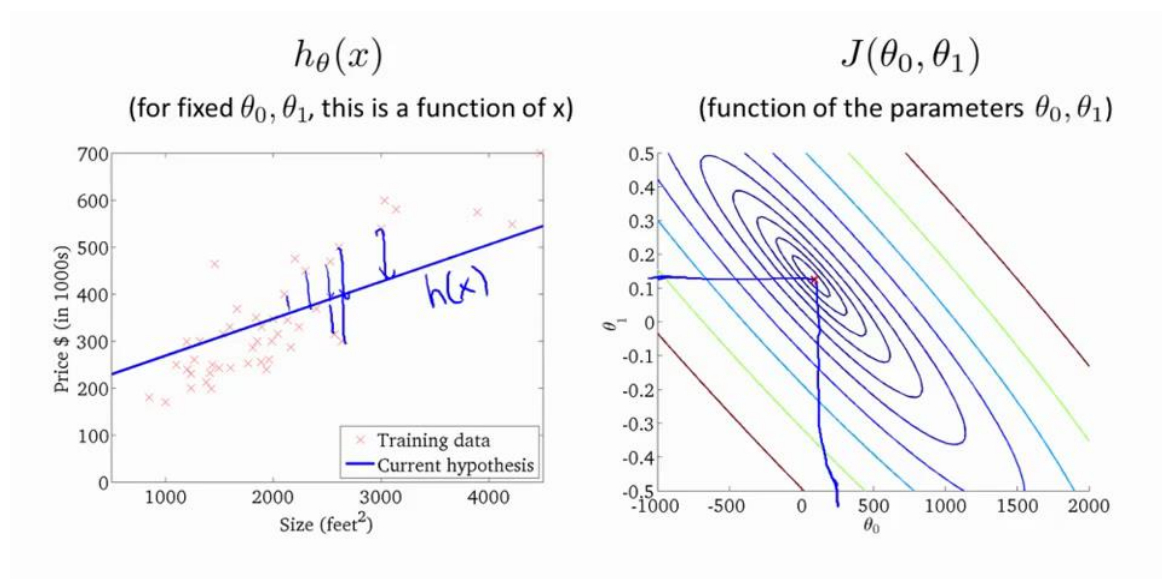 hθ(x)
(for fixed θ0, θ1, this is a function of x)
700
600
500
400
300
200
100
0
Price $ (in 1000s)
1000
2000
3000
4000
Size (feet²)
h(x)
Training data
Current hypothesis
J(θ0, θ1)
(function of the parameters θ0, θ1)
0.5
0.4
0.3
0.2
0.1
0
-0.1
-0.2
-0.3
-0.4
-0.5
θ1
-1000
-500
0
500
1000
1500
2000
θ0